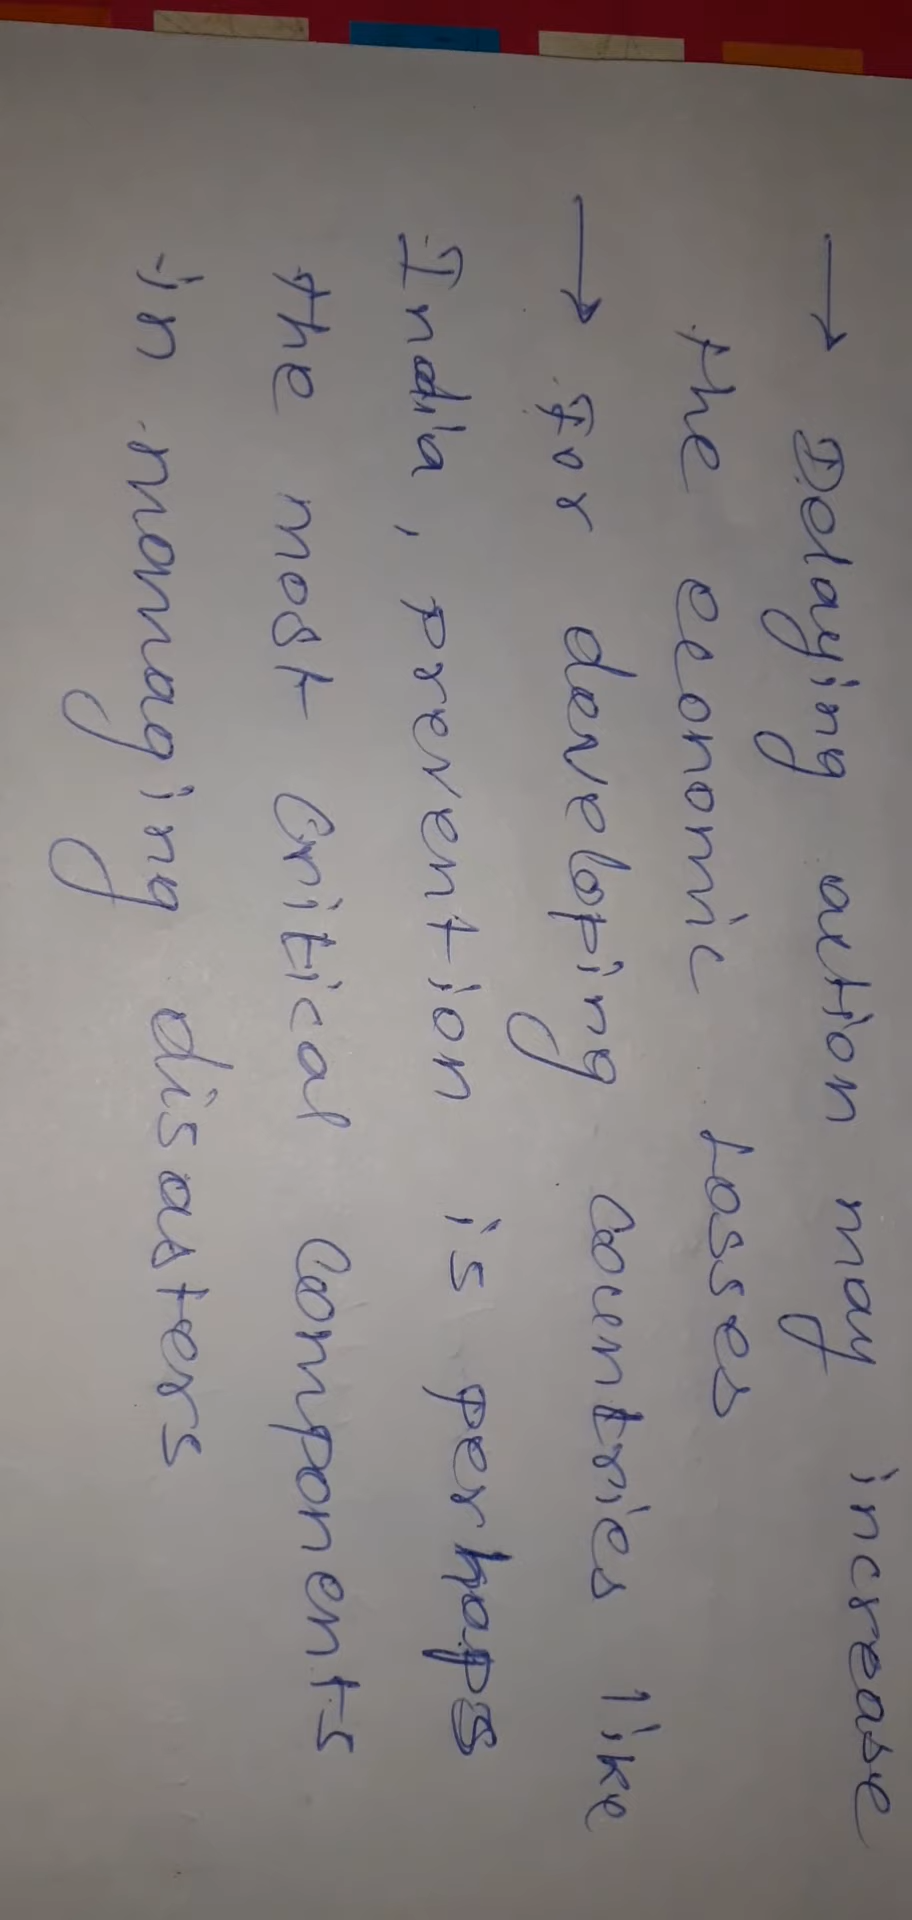 → Delaying action may increase
the economic losses
→ For developing countries like
India, prevention is perhaps
the most critical components
in managing disasters